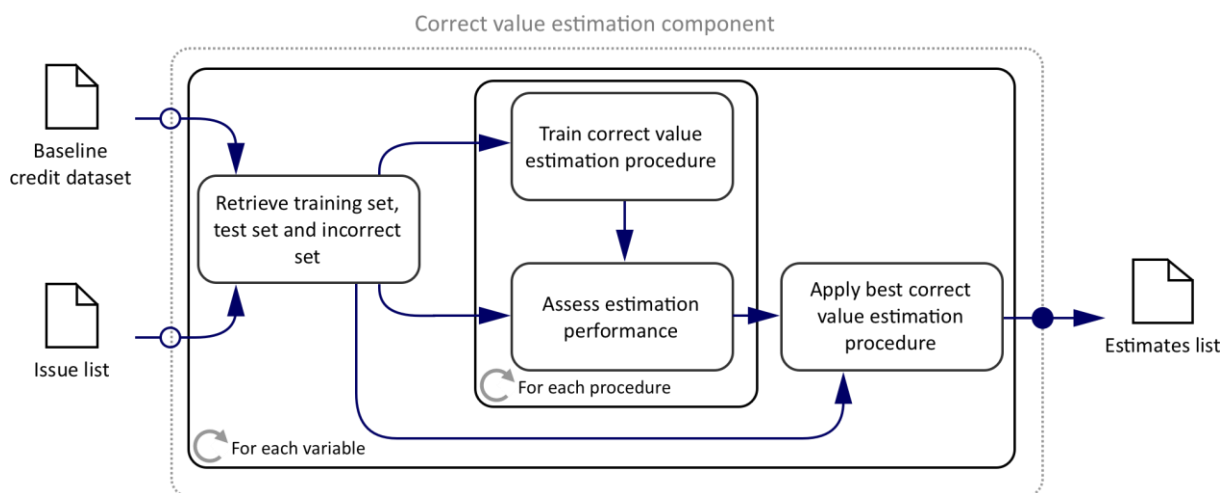 Correct value estimation component
Baseline
credit dataset
Issue list
Retrieve training set,
test set and incorrect
set
Train correct value
estimation procedure
Assess estimation
performance
For each procedure
Apply best correct
value estimation
procedure
For each variable
Estimates list